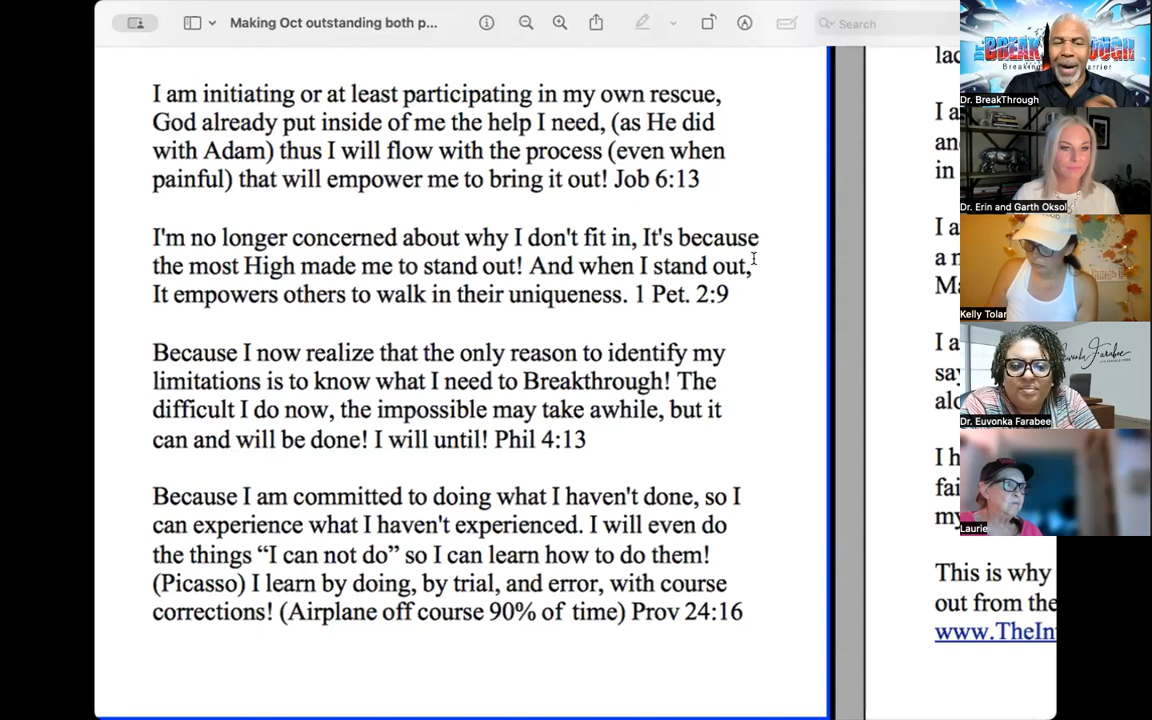 Making Oct outstanding both p...
Search
I am initiating or at least participating in my own rescue,
God already put inside of me the help I need, (as He did
with Adam) thus I will flow with the process (even when
painful) that will empower me to bring it out! Job 6:13
I'm no longer concerned about why I don't fit in, It's because
the most High made me to stand out! And when I stand out,
It empowers others to walk in their uniqueness. 1 Pet. 2:9
Because I now realize that the only reason to identify my
limitations is to know what I need to Breakthrough! The
difficult I do now, the impossible may take awhile, but it
can and will be done! I will until! Phil 4:13
Because I am committed to doing what I haven't done, so I
can experience what I haven't experienced. I will even do
the things “I can not do” so I can learn how to do them!
(Picasso) I learn by doing, by trial, and error, with course
corrections! (Airplane off course 90% of time) Prov 24:16
This is why
out from the
www.TheIn
Dr. BreakThrough
Dr. Erin and Garth Oksol
Kelly Tolar
Euvonka Farabee
Dr. Euvonka Farabee
Laurie